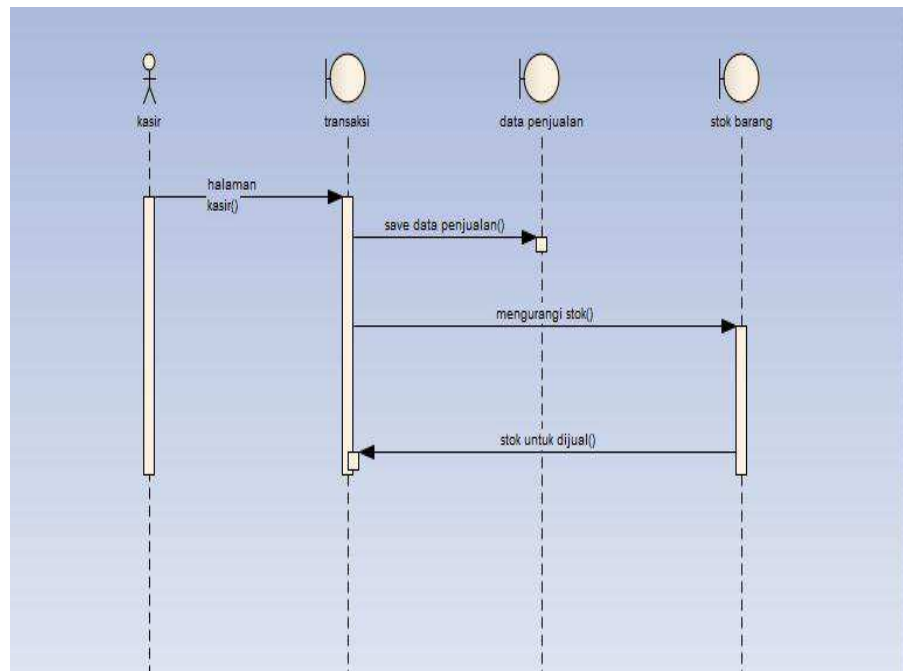 kasir
transaksi
data penjualan
stok barang
halaman
kasir()
save data penjualan()
mengurangi stok()
stok untuk dijual()